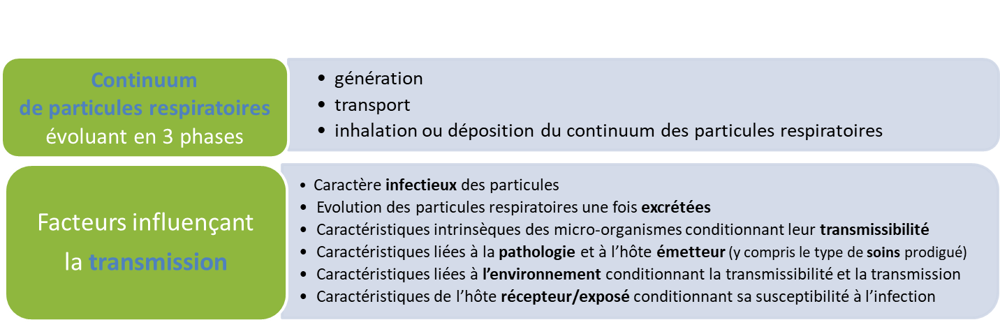 Continuum
de particules respiratoires
évoluant en 3 phases
• génération
• transport
• inhalation ou déposition du continuum des particules respiratoires
Facteurs influençant
la transmission
• Caractère infectieux des particules
• Evolution des particules respiratoires une fois excrétées
• Caractéristiques intrinsèques des micro-organismes conditionnant leur transmissibilité
• Caractéristiques liées à la pathologie et à l’hôte émetteur (y compris le type de soins prodigué)
• Caractéristiques liées à l’environnement conditionnant la transmissibilité et la transmission
• Caractéristiques de l’hôte récepteur/exposé conditionnant sa susceptibilité à l’infection